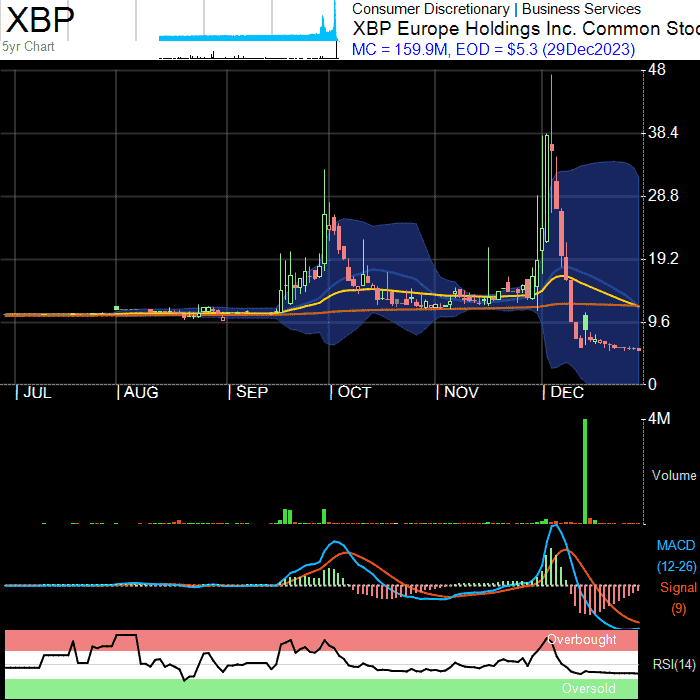 XBP
5yr Chart
Consumer Discretionary | Business Services
XBP Europe Holdings Inc. Common Stoc
MC = 159.9M, EOD = $5.3 (29Dec2023)
48
38.4
28.8
19.2
9.6
0
JUL
AUG
SEP
OCT
NOV
DEC
4M
Volume
MACD
(12-26)
Signal
(9)
Overbought
RSI(14)
Oversold